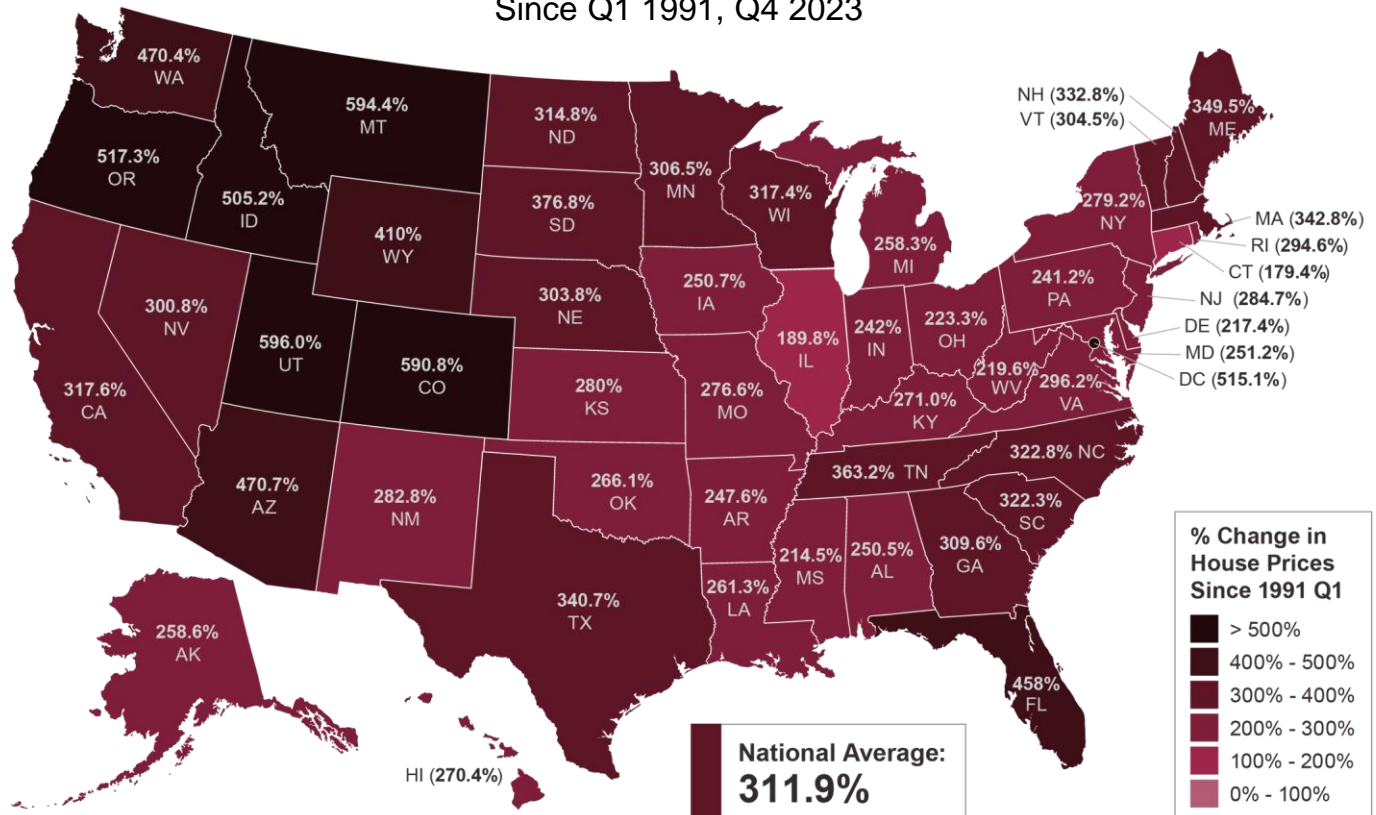 Since Q1 1991, Q4 2023
470.4%
WA
594.4%
MT
314.8%
ND
306.5%
MN
NH (332.8%)
VT (304.5%)
349.5%
ME
517.3%
OR
505.2%
ID
410%
WY
376.8%
SD
317.4%
WI
258.3%
MI
279.2%
NY
MA (342.8%)
RI (294.6%)
CT (179.4%)
NJ (284.7%)
DE (217.4%)
MD (251.2%)
DC (515.1%)
300.8%
NV
596.0%
UT
590.8%
CO
303.8%
NE
250.7%
IA
189.8%
IL
242%
IN
223.3%
OH
241.2%
PA
317.6%
CA
280%
KS
276.6%
MO
271.0%
KY
219.6%
WV
296.2%
VA
470.7%
AZ
282.8%
NM
266.1%
OK
247.6%
AR
363.2% TN
322.8% NC
322.3%
SC
340.7%
TX
261.3%
LA
214.5%
MS
250.5%
AL
309.6%
GA
458%
FL
258.6%
AK
HI (270.4%)
National Average:
311.9%
% Change in
House Prices
Since 1991 Q1
> 500%
400% - 500%
300% - 400%
200% - 300%
100% - 200%
0% - 100%